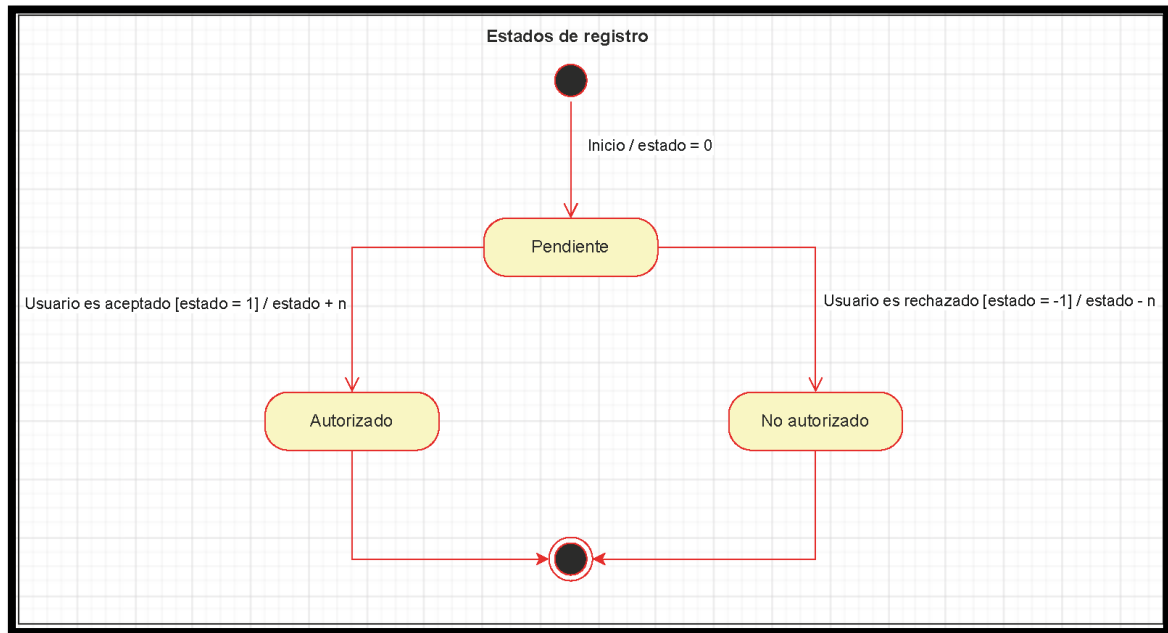 Estados de registro
Inicio / estado = 0
Pendiente
Usuario es aceptado [estado = 1] / estado + n
Usuario es rechazado [estado = -1] / estado - n
Autorizado
No autorizado